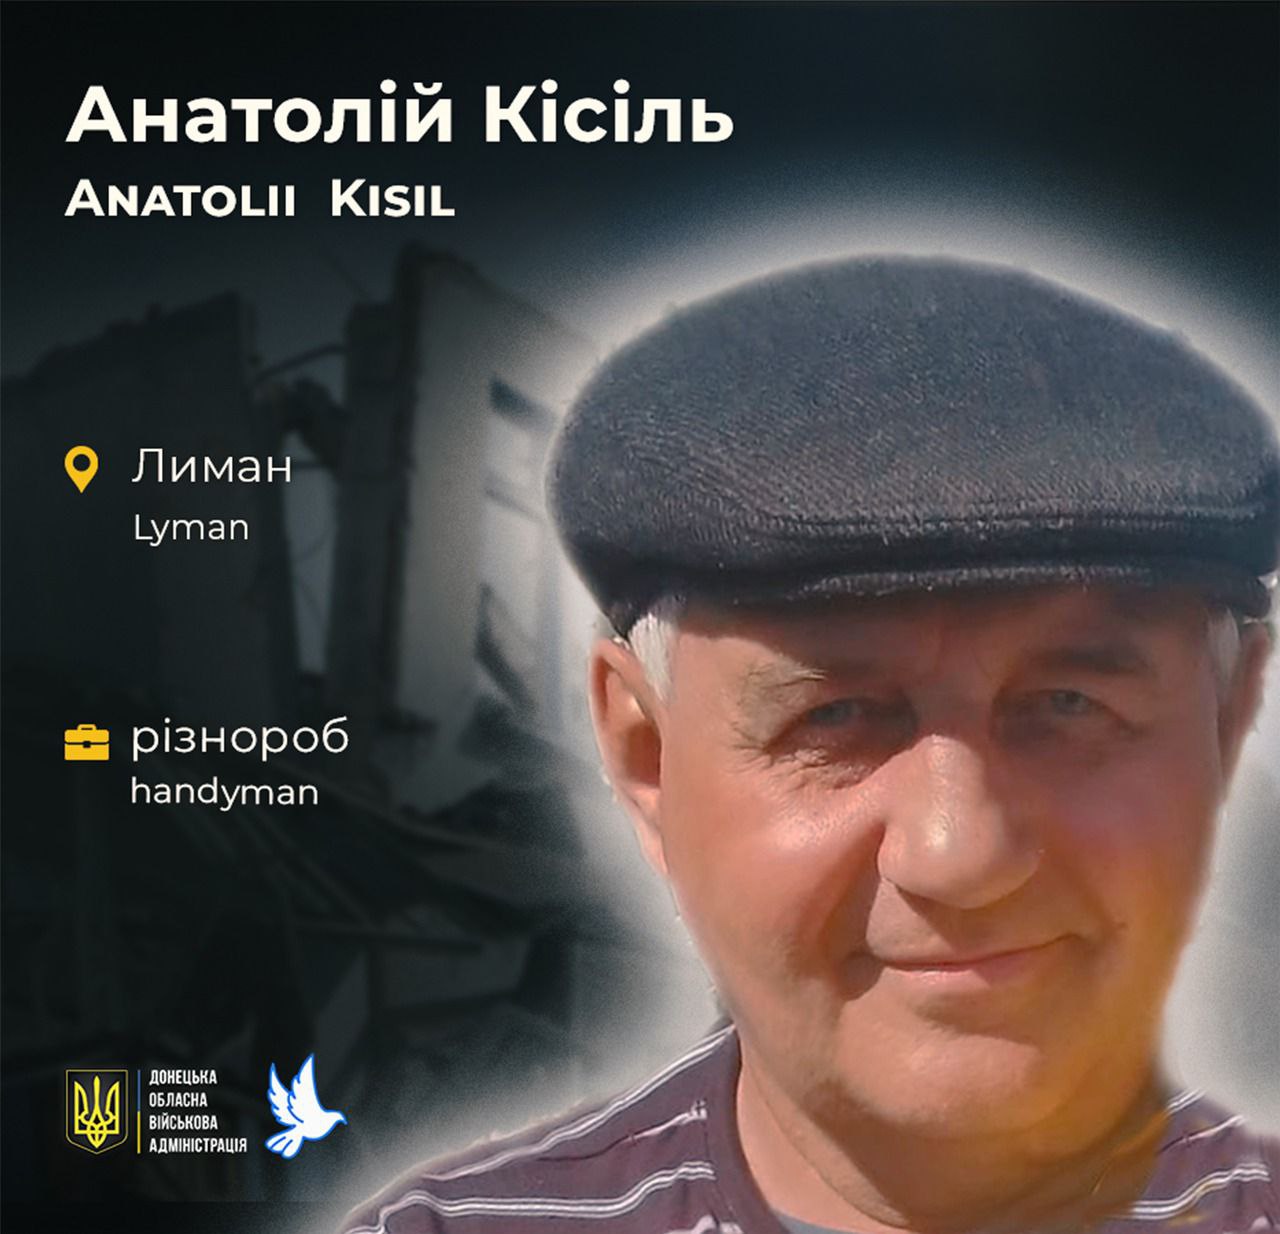 Анатолій Кісіль
Anatolii Kisil
Лиман
Lyman
різнороб
handyman
ДОНЕЦЬКА
ОБЛАСНА
ВІЙСЬКОВА
АДМІНІСТРАЦІЯ